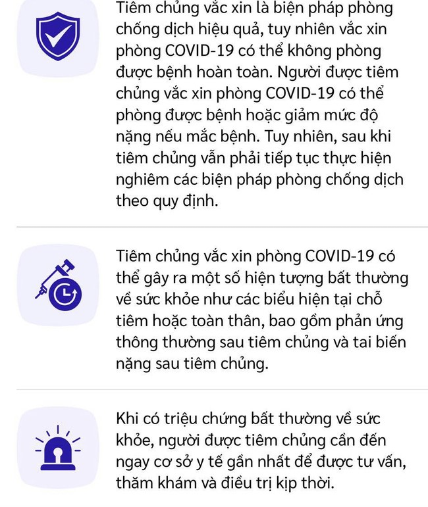 Tiêm chủng vắc xin là biện pháp phòng
chống dịch hiệu quả, tuy nhiên vắc xin
phòng COVID-19 có thể không phòng
được bệnh hoàn toàn. Người được tiêm
chủng vắc xin phòng COVID-19 có thể
phòng được bệnh hoặc giảm mức độ
nặng nếu mắc bệnh. Tuy nhiên, sau khi
tiêm chủng vẫn phải tiếp tục thực hiện
nghiêm các biện pháp phòng chống dịch
theo quy định.
Tiêm chủng vắc xin phòng COVID-19 có
thể gây ra một số hiện tượng bất thường
về sức khỏe như các biểu hiện tại chỗ
tiêm hoặc toàn thân, bao gồm phản ứng
thông thường sau tiêm chủng và tai biến
nặng sau tiêm chủng.
Khi có triệu chứng bất thường về sức
khỏe, người được tiêm chủng cần đến
ngay cơ sở y tế gần nhất để được tư vấn,
thăm khám và điều trị kịp thời.